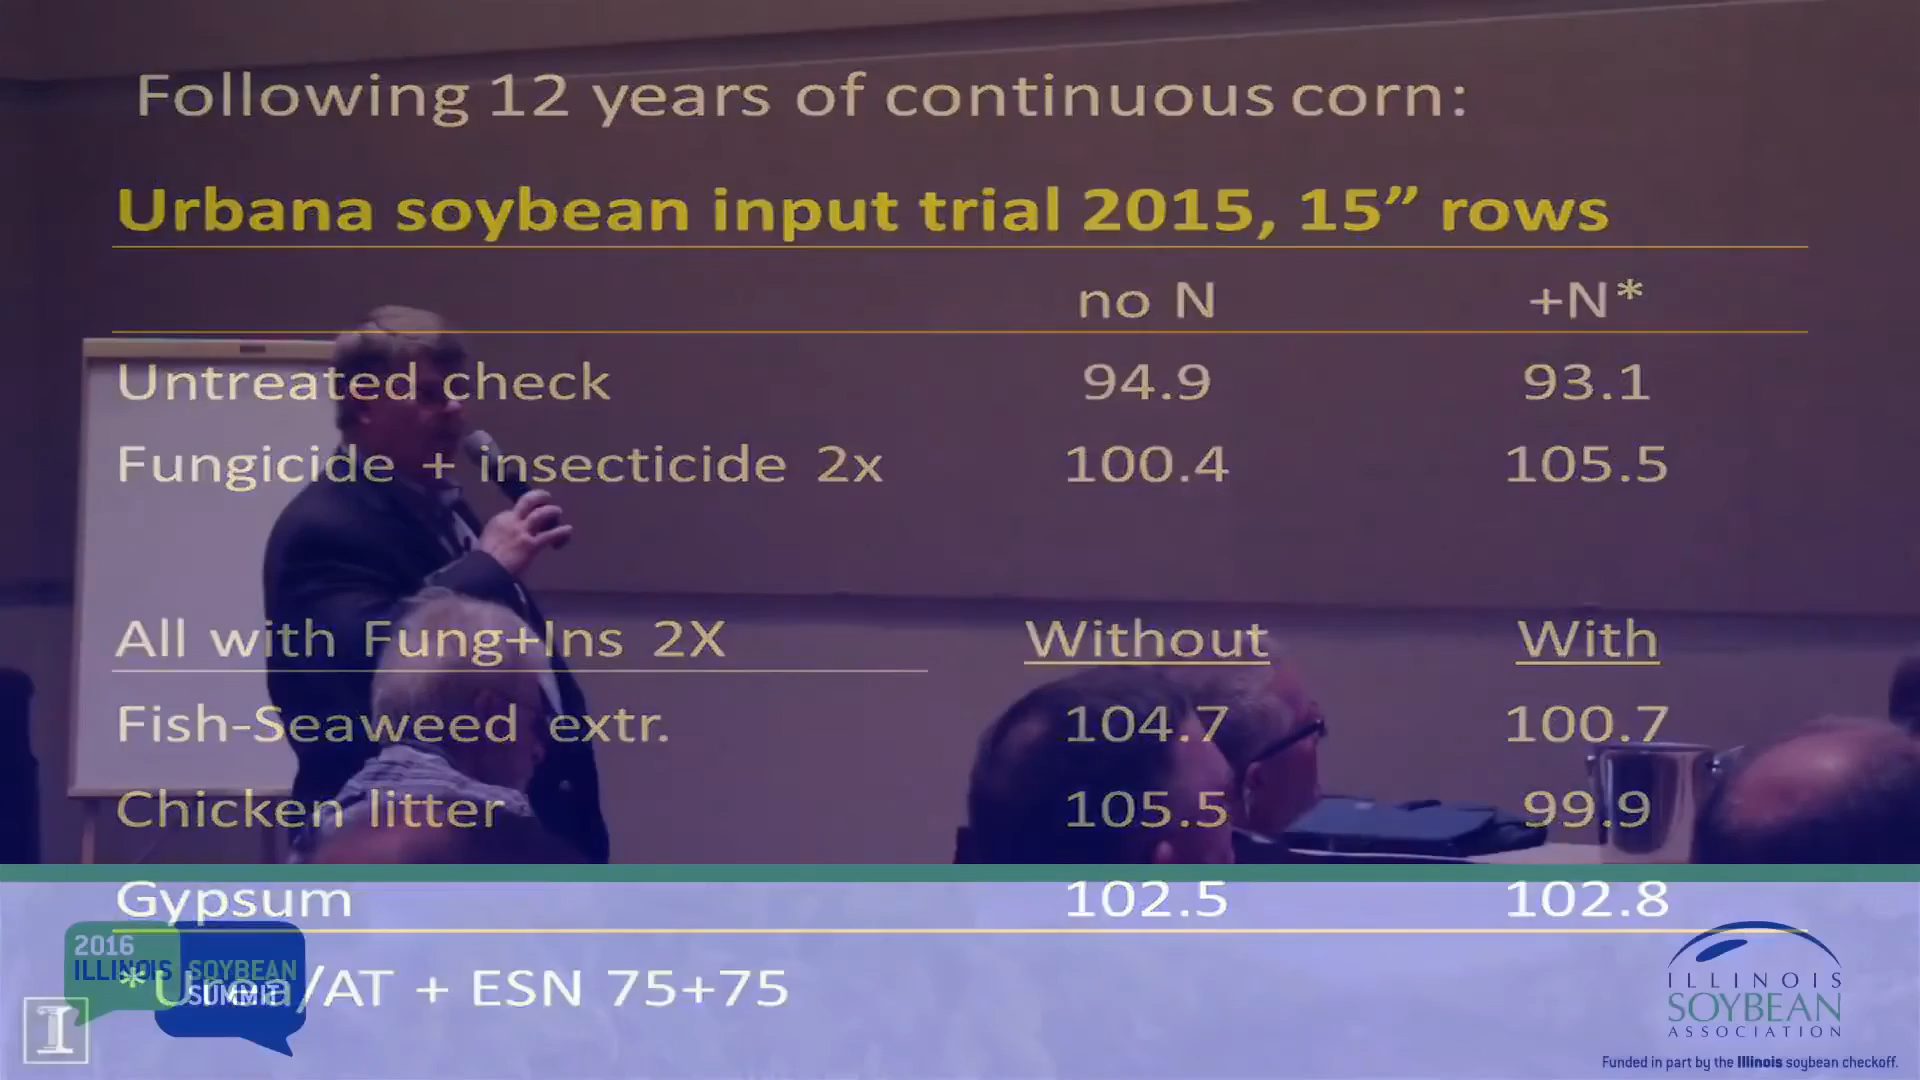 Following 12 years of continuous corn:
Urbana soybean input trial 2015, 15” rows
no N +N*
Untreated check 94.9 93.1
Fungicide + insecticide 2x 100.4 105.5
All with Fung+Ins 2X Without With
Fish-Seaweed extr. 104.7 100.7
Chicken litter 105.5 99.9
Gypsum 102.5 102.8
*Urea/AT + ESN 75+75
2016
ILLINOIS SOYBEAN
SUMMIT
I
ILLINOIS
SOYBEAN
ASSOCIATION
Funded in part by the Illinois soybean checkoff.